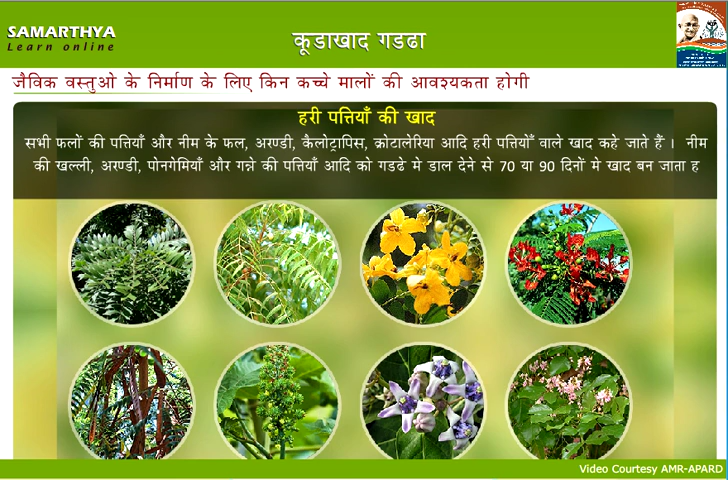 SAMARTHYA
Learn online
कूडाखाद गडढा
जैविक वस्तुओ के निर्माण के लिए किन कच्चे मालों की आवश्यकता होगी
हरी पत्तियाँ की खाद
सभी फलों की पत्तियाँ और नीम के फल, अरण्डी, कैलोट्रापिस, क्रोटालेरिया आदि हरी पत्तियोँ वाले खाद कहे जाते हैं । नीम
की खल्ली, अरण्डी, पोनगेमियाँ और गन्ने की पत्तियाँ आदि को गडढे मे डाल देने से 70 या 90 दिनों मे खाद बन जाता ह
Video Courtesy AMR-APARD